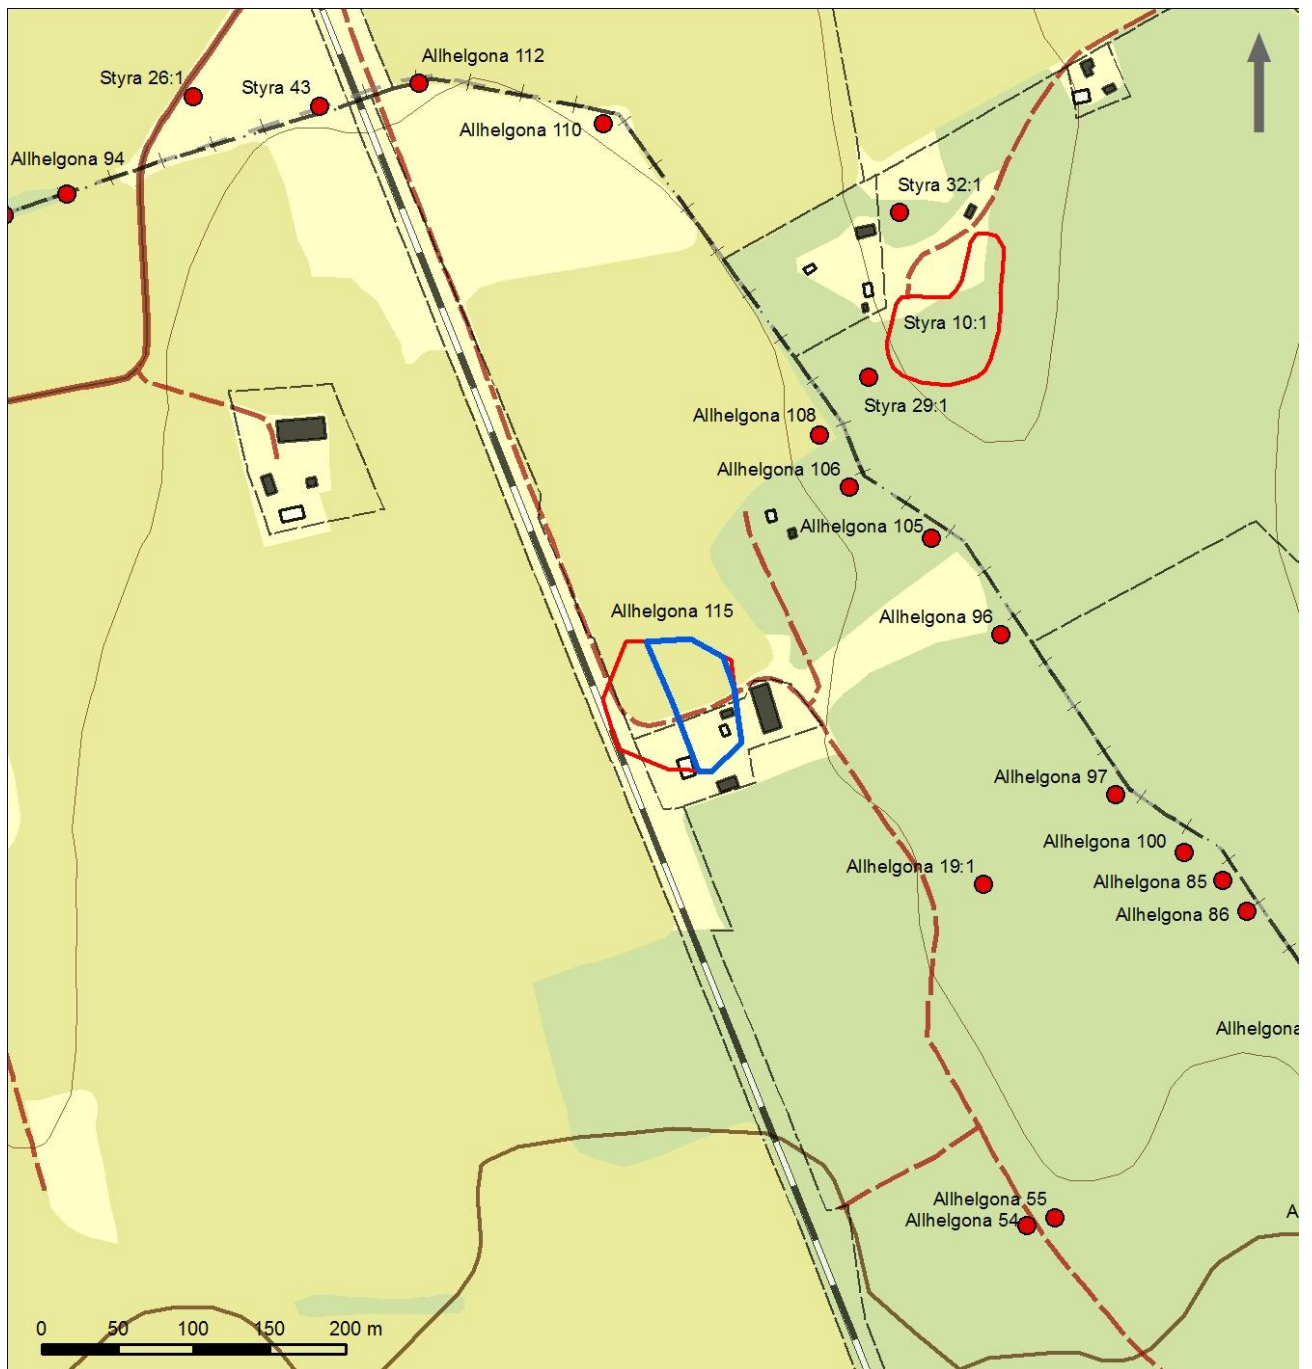 Allhelgona 112
Styra 26:1
Styra 43
Allhelgona 110
Allhelgona 94
Styra 32:1
Styra 10:1
Styra 29:1
Allhelgona 108
Allhelgona 106
Allhelgona 105
Allhelgona 115
Allhelgona 96
Allhelgona 97
Allhelgona 100
Allhelgona 19:1
Allhelgona 85
Allhelgona 86
Allhelgona
Allhelgona 55
Allhelgona 54
A
0 50 100 150 200 m